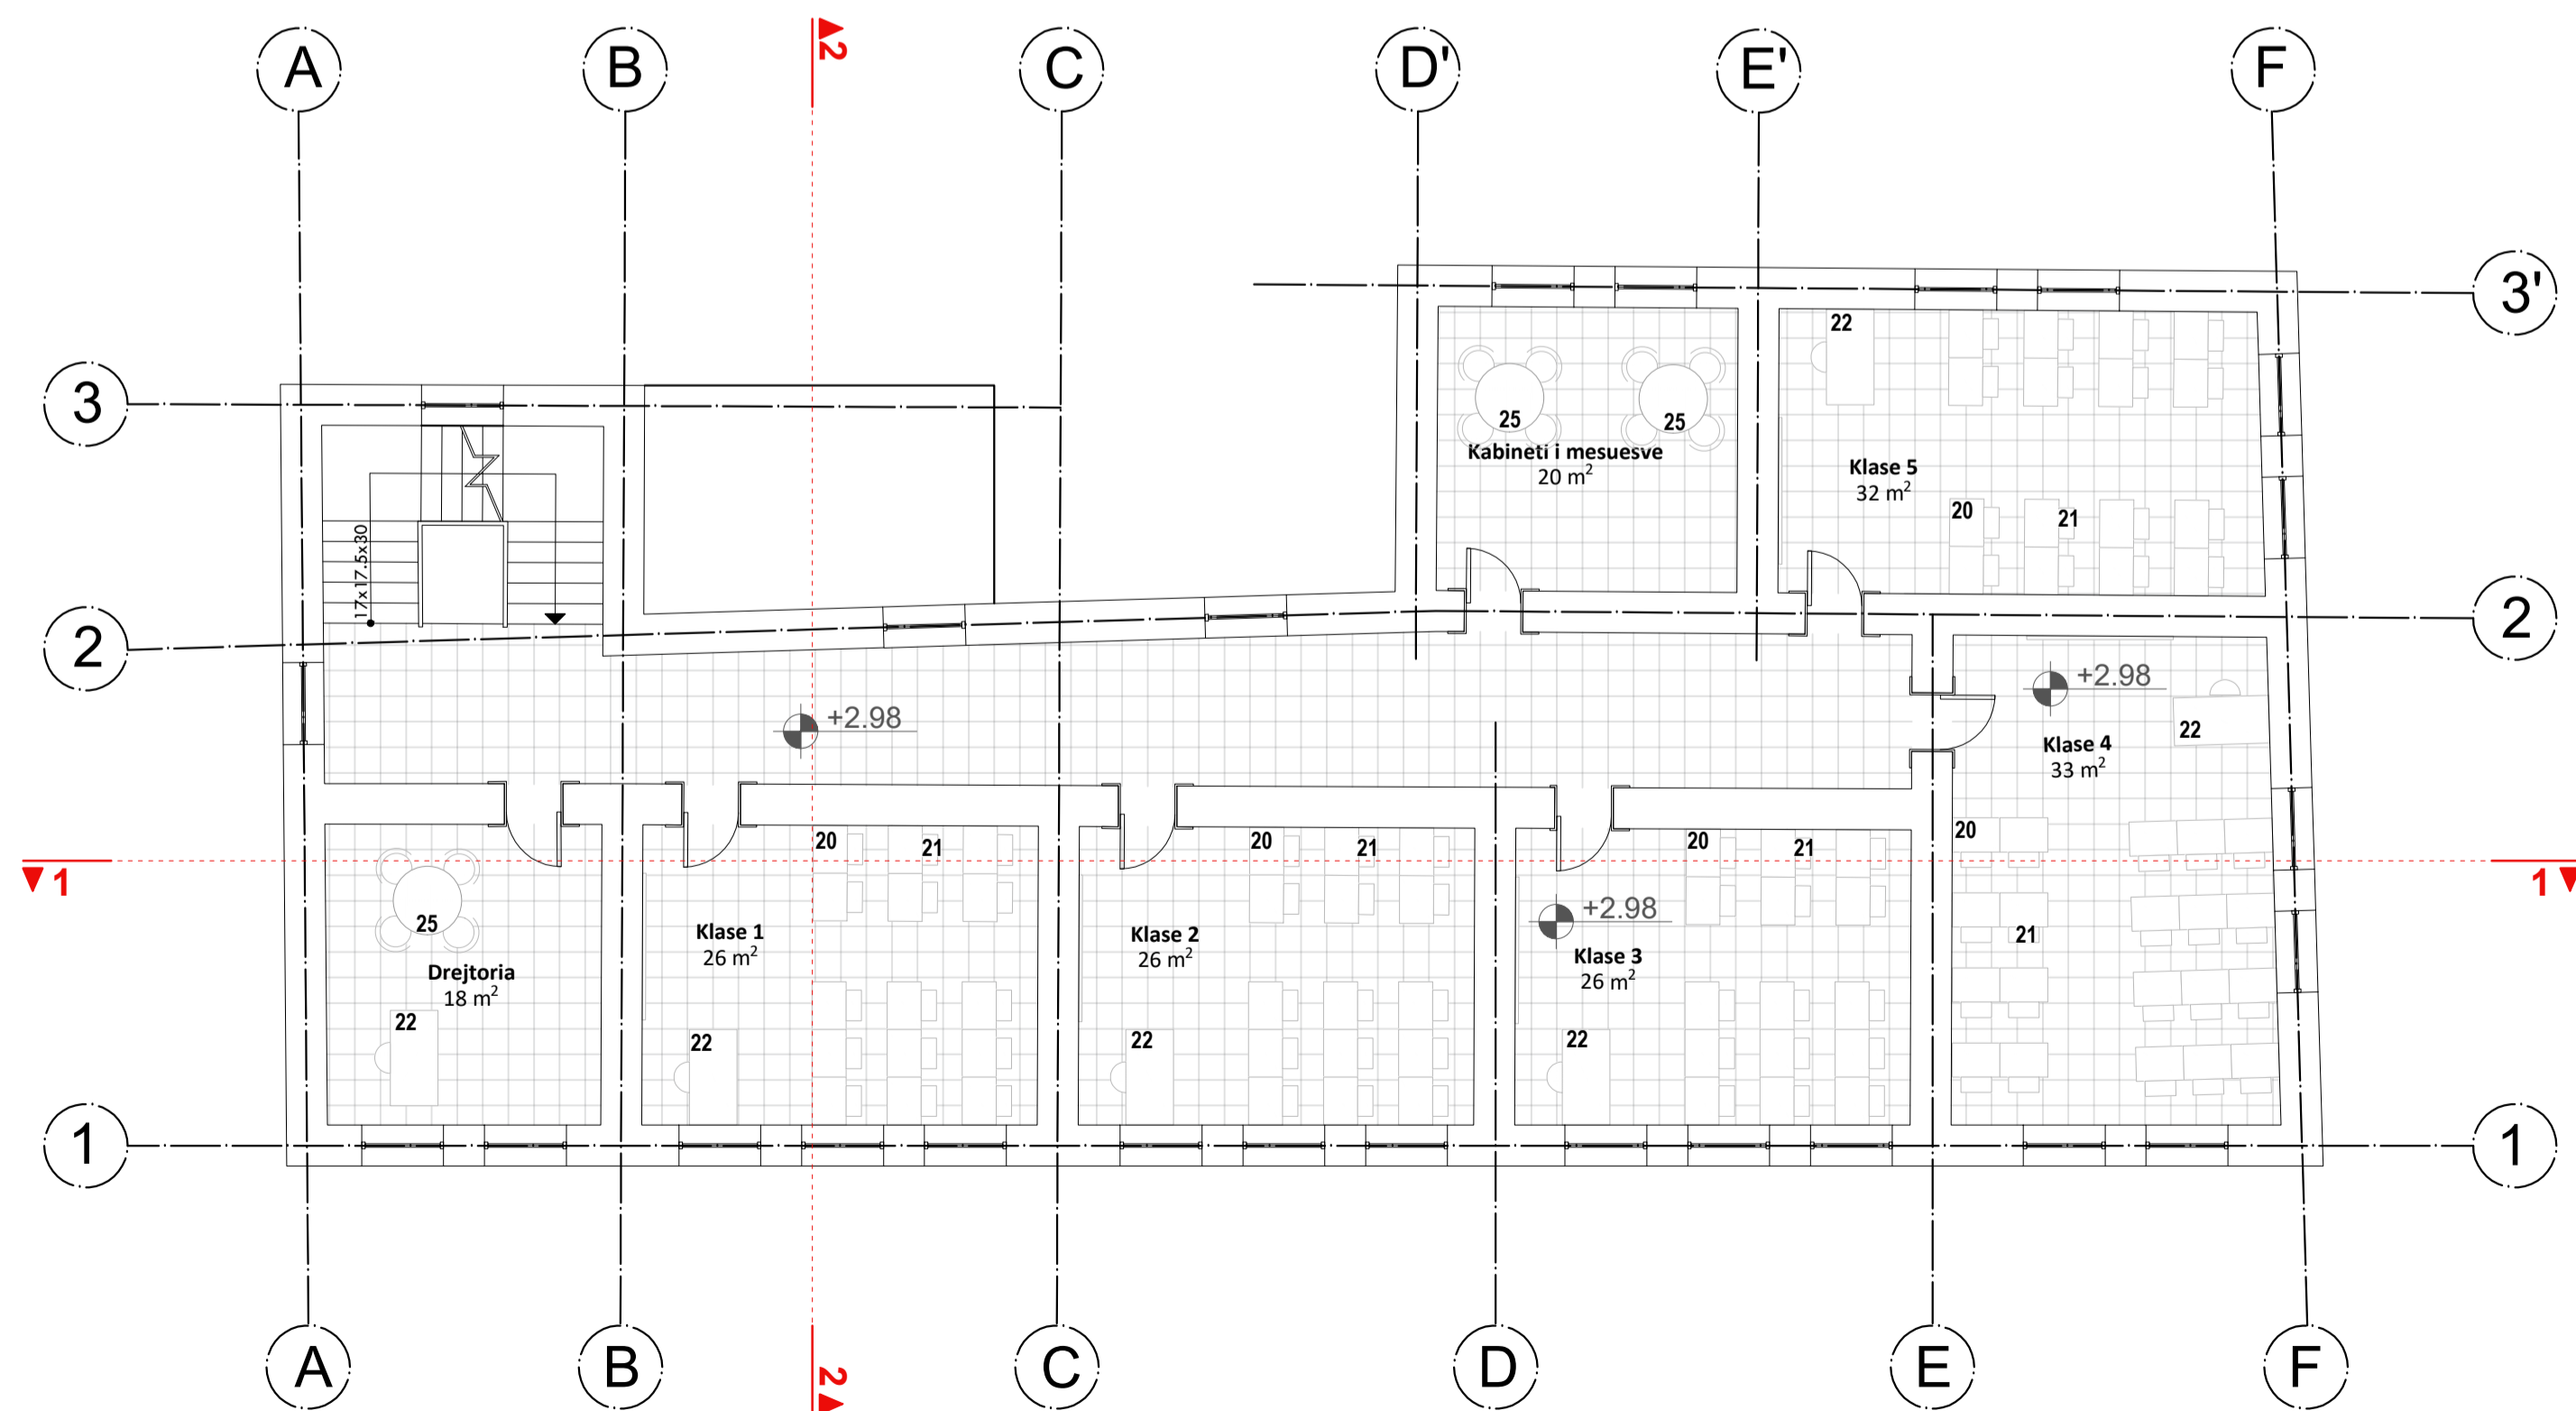 A B 2 C D' E' F
3'
3
22
25 25
Kabineti i mesuesve
20 m²
Klase 5
32 m²
20 21
17x17.5x30
2 2
+2.98
+2.98
22
Klase 4
33 m²
20
21
20 21
20 21
20 21
1 1
25
Drejtoria
18 m²
22
Klase 1
26 m²
22
Klase 2
26 m²
22
+2.98
Klase 3
26 m²
22
1 1
A B 2 C D E F